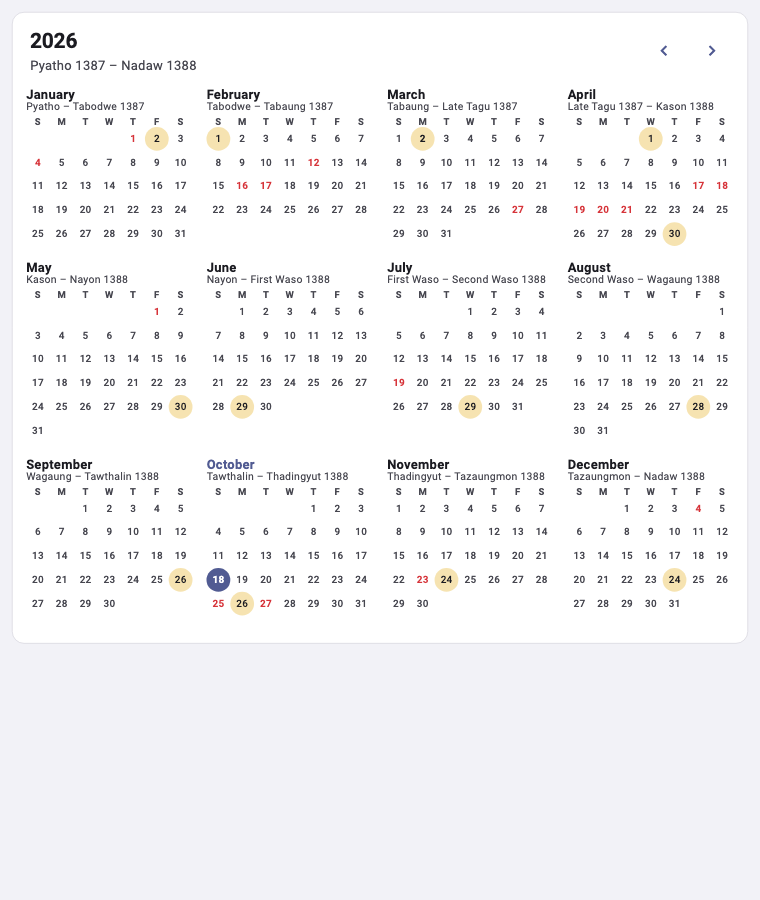 2026
Pyatho 1387 – Nadaw 1388
January
Pyatho – Tabodwe 1387
S M T W T F S
1 2 3
4 5 6 7 8 9 10
11 12 13 14 15 16 17
18 19 20 21 22 23 24
25 26 27 28 29 30 31
February
Tabodwe – Tabaung 1387
S M T W T F S
1 2 3 4 5 6 7
8 9 10 11 12 13 14
15 16 17 18 19 20 21
22 23 24 25 26 27 28
March
Tabaung – Late Tagu 1387
S M T W T F S
1 2 3 4 5 6 7
8 9 10 11 12 13 14
15 16 17 18 19 20 21
22 23 24 25 26 27 28
29 30 31
April
Late Tagu 1387 – Kason 1388
S M T W T F S
1 2 3 4
5 6 7 8 9 10 11
12 13 14 15 16 17 18
19 20 21 22 23 24 25
26 27 28 29 30
May
Kason – Nayon 1388
S M T W T F S
1 2
3 4 5 6 7 8 9
10 11 12 13 14 15 16
17 18 19 20 21 22 23
24 25 26 27 28 29 30
31
June
Nayon – First Waso 1388
S M T W T F S
1 2 3 4 5 6
7 8 9 10 11 12 13
14 15 16 17 18 19 20
21 22 23 24 25 26 27
28 29 30
July
First Waso – Second Waso 1388
S M T W T F S
1 2 3 4
5 6 7 8 9 10 11
12 13 14 15 16 17 18
19 20 21 22 23 24 25
26 27 28 29 30 31
August
Second Waso – Wagaung 1388
S M T W T F S
1
2 3 4 5 6 7 8
9 10 11 12 13 14 15
16 17 18 19 20 21 22
23 24 25 26 27 28 29
30 31
September
Wagaung – Tawthalin 1388
S M T W T F S
1 2 3 4 5
6 7 8 9 10 11 12
13 14 15 16 17 18 19
20 21 22 23 24 25 26
27 28 29 30
October
Tawthalin – Thadingyut 1388
S M T W T F S
1 2 3
4 5 6 7 8 9 10
11 12 13 14 15 16 17
18 19 20 21 22 23 24
25 26 27 28 29 30 31
November
Thadingyut – Tazaungmon 1388
S M T W T F S
1 2 3 4 5 6 7
8 9 10 11 12 13 14
15 16 17 18 19 20 21
22 23 24 25 26 27 28
29 30
December
Tazaungmon – Nadaw 1388
S M T W T F S
1 2 3 4 5
6 7 8 9 10 11 12
13 14 15 16 17 18 19
20 21 22 23 24 25 26
27 28 29 30 31